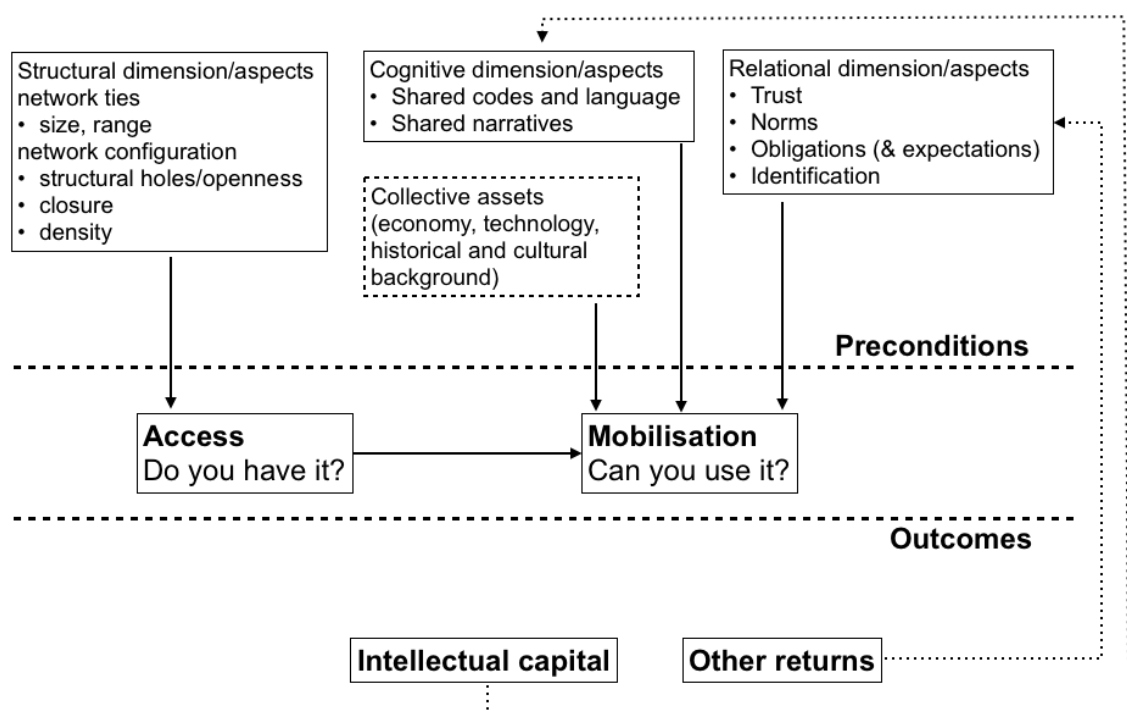 Structural dimension/aspects
network ties
• size, range
network configuration
• structural holes/openness
• closure
• density
Cognitive dimension/aspects
• Shared codes and language
• Shared narratives
Relational dimension/aspects
• Trust
• Norms
• Obligations (& expectations)
• Identification
Collective assets
(economy, technology,
historical and cultural
background)
Preconditions
Access
Do you have it?
Mobilisation
Can you use it?
Outcomes
Intellectual capital
Other returns